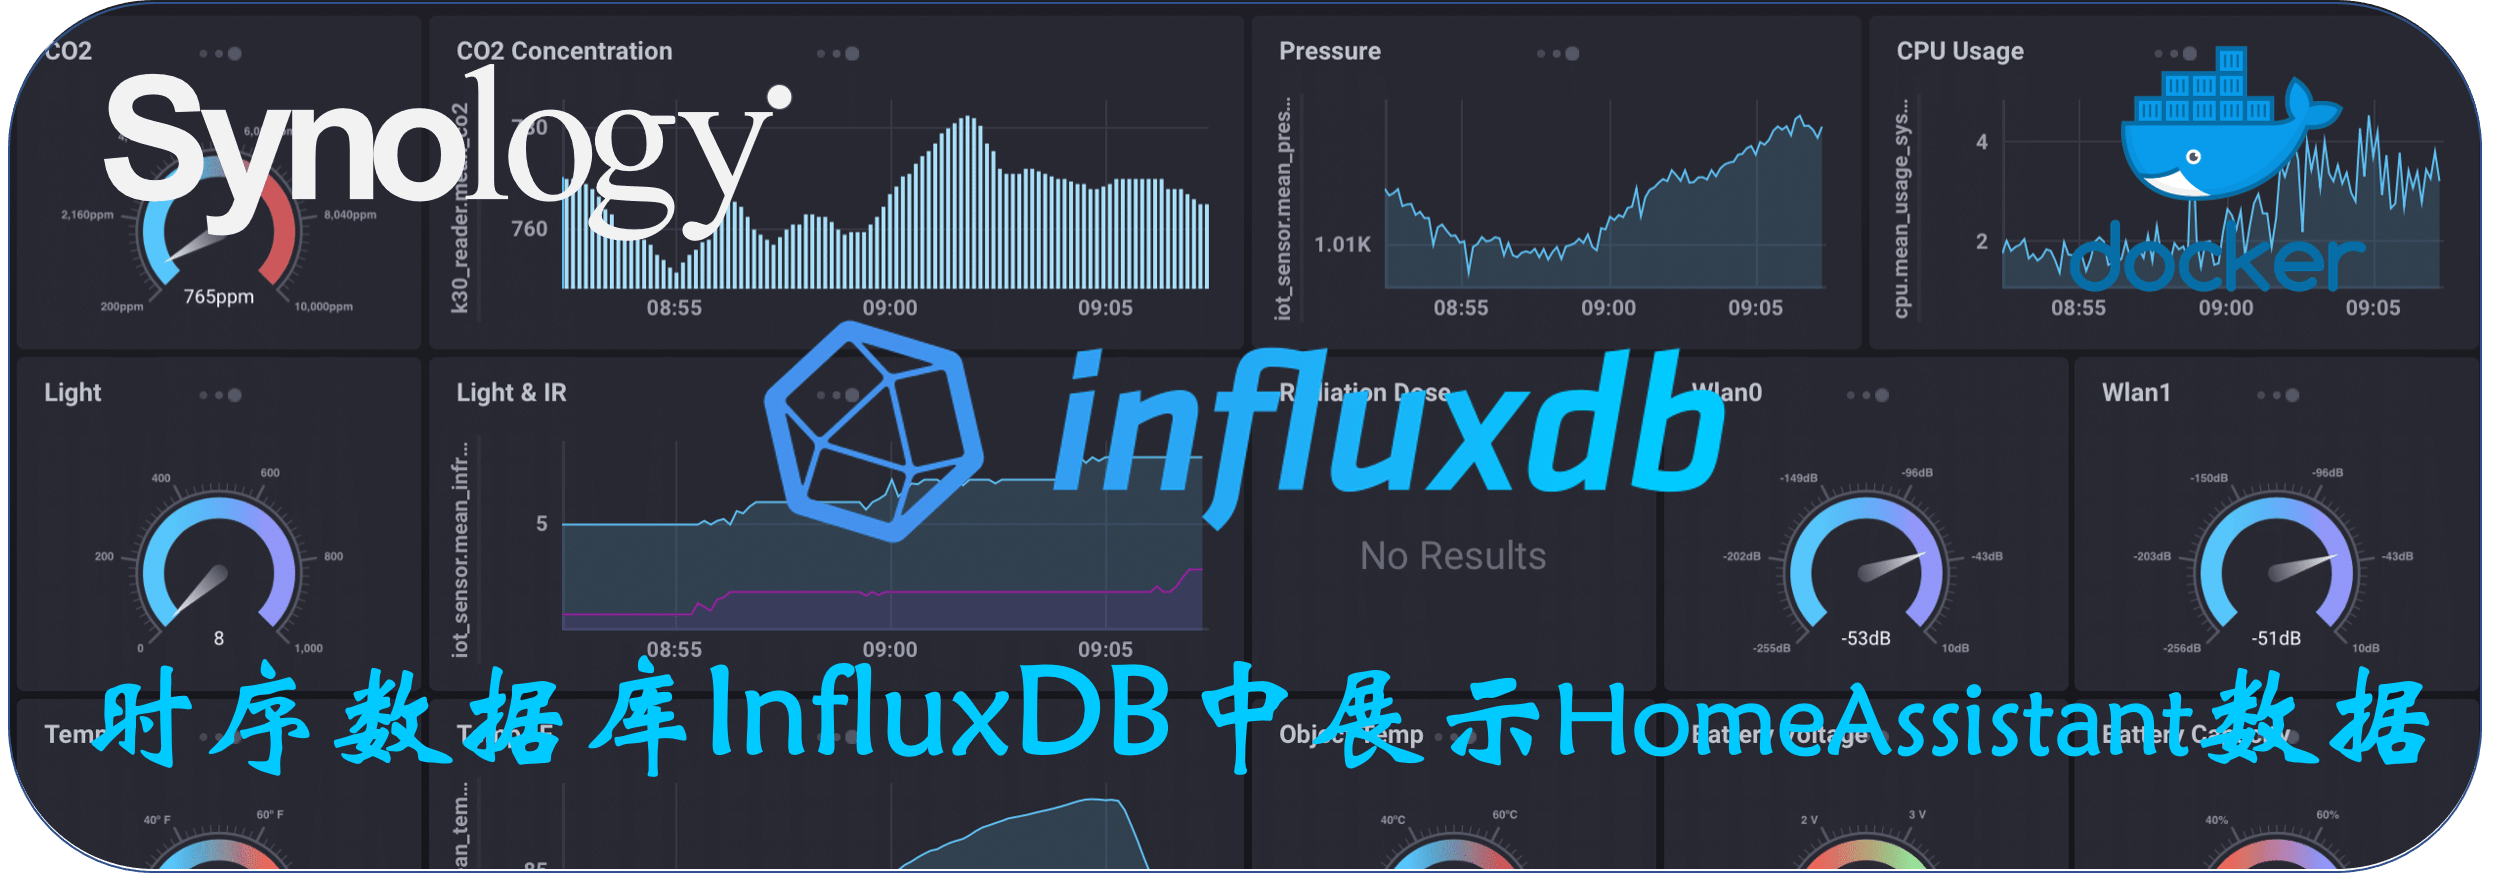 CO2
CO2 Concentration
Pressure
CPU Usage
Synology
docker
k30_reader.mean_co2
760
08:55
09:00
09:05
2,160ppm
8,040ppm
200ppm
10,000ppm
765ppm
iot_sensor.mean_pres...
1.01K
08:55
09:00
09:05
cpu.mean_usage_sys...
4
2
08:55
09:00
09:05
Light
Light & IR
influxdb
Radiation Dose
Wlan0
Wlan1
200
400
600
800
0
1,000
8
iot_sensor.mean_infr...
5
08:55
09:00
09:05
No Results
-149dB
-96dB
-202dB
-43dB
-255dB
10dB
-53dB
-150dB
-96dB
-203dB
-43dB
-256dB
10dB
-51dB
时序数据库InfluxDB中展示HomeAssistant数据
Object Temp
Battery Voltage
Battery Capacity
40° F
60° F
85
40°C
60°C
2 V
3 V
40%
60%